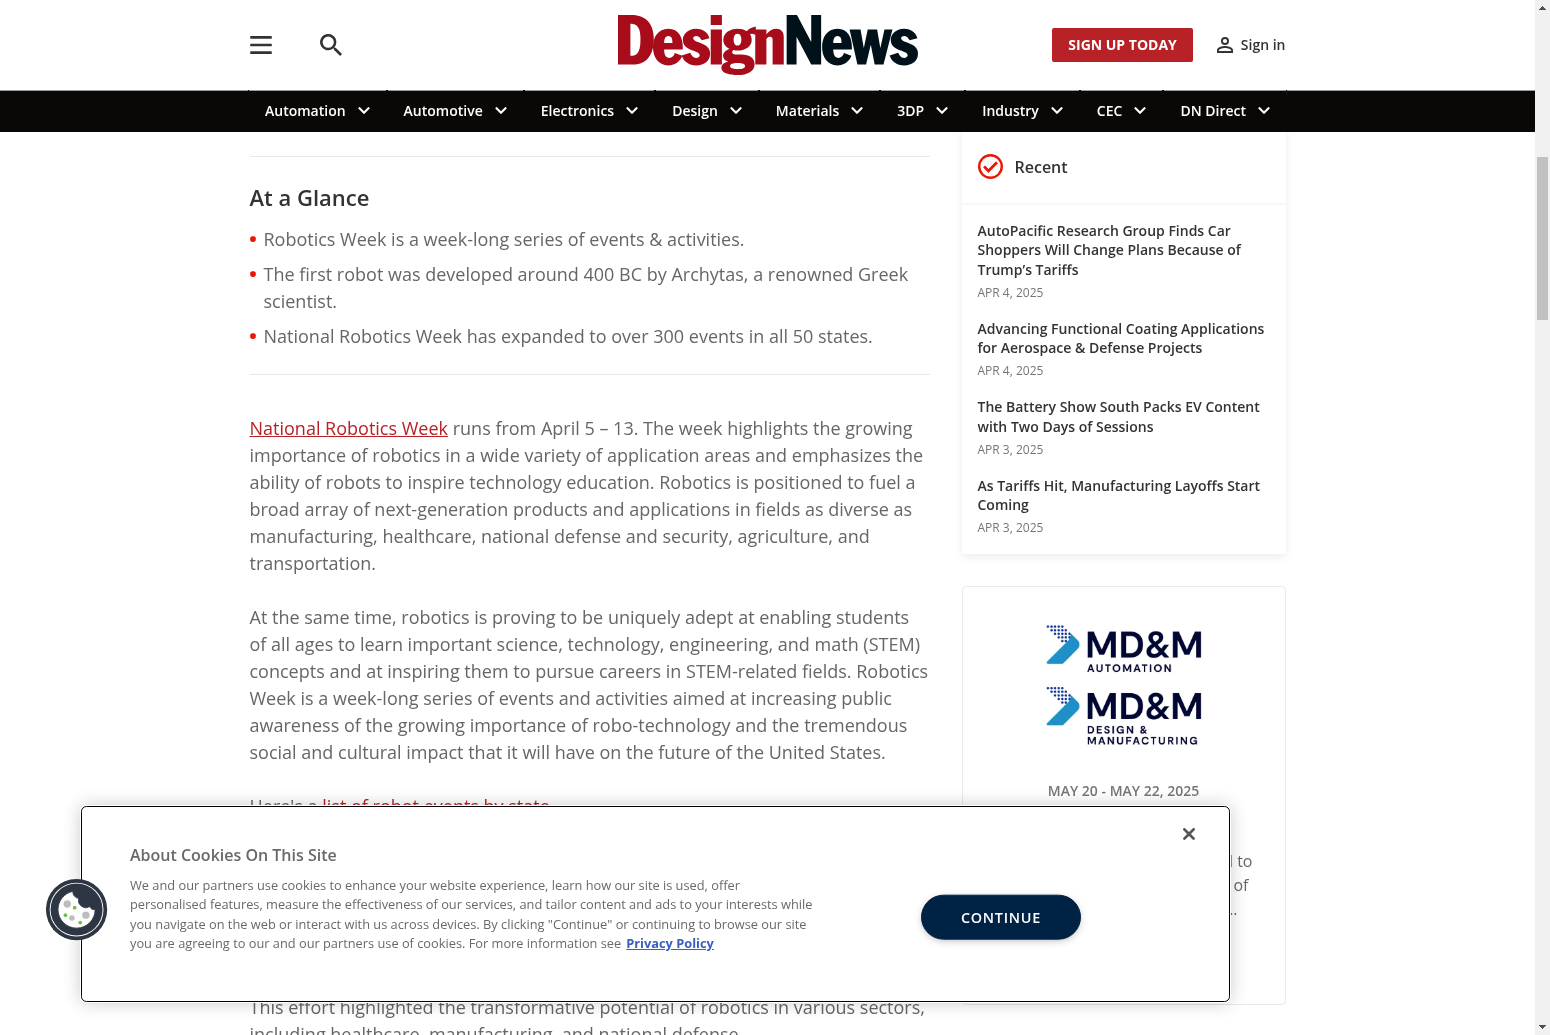 DesignNews
SIGN UP TODAY
Sign in
Automation
Automotive
Electronics
Design
Materials
3DP
Industry
CEC
DN Direct
At a Glance
Robotics Week is a week-long series of events & activities.
The first robot was developed around 400 BC by Archytas, a renowned Greek
scientist.
National Robotics Week has expanded to over 300 events in all 50 states.
National Robotics Week runs from April 5 – 13. The week highlights the growing
importance of robotics in a wide variety of application areas and emphasizes the
ability of robots to inspire technology education. Robotics is positioned to fuel a
broad array of next-generation products and applications in fields as diverse as
manufacturing, healthcare, national defense and security, agriculture, and
transportation.
At the same time, robotics is proving to be uniquely adept at enabling students
of all ages to learn important science, technology, engineering, and math (STEM)
concepts and at inspiring them to pursue careers in STEM-related fields. Robotics
Week is a week-long series of events and activities aimed at increasing public
awareness of the growing importance of robo-technology and the tremendous
social and cultural impact that it will have on the future of the United States.
Here's a list of robot events by state
This effort highlighted the transformative potential of robotics in various sectors,
including healthcare, manufacturing, and national defense.
Recent
AutoPacific Research Group Finds Car
Shoppers Will Change Plans Because of
Trump's Tariffs
APR 4, 2025
Advancing Functional Coating Applications
for Aerospace & Defense Projects
APR 4, 2025
The Battery Show South Packs EV Content
with Two Days of Sessions
APR 3, 2025
As Tariffs Hit, Manufacturing Layoffs Start
Coming
APR 3, 2025
MD&M
AUTOMATION
MD&M
DESIGN &
MANUFACTURING
MAY 20 - MAY 22, 2025
to
of
..
About Cookies On This Site
We and our partners use cookies to enhance your website experience, learn how our site is used, offer
personalised features, measure the effectiveness of our services, and tailor content and ads to your interests while
you navigate on the web or interact with us across devices. By clicking "Continue" or continuing to browse our site
you are agreeing to our and our partners use of cookies. For more information see Privacy Policy
CONTINUE